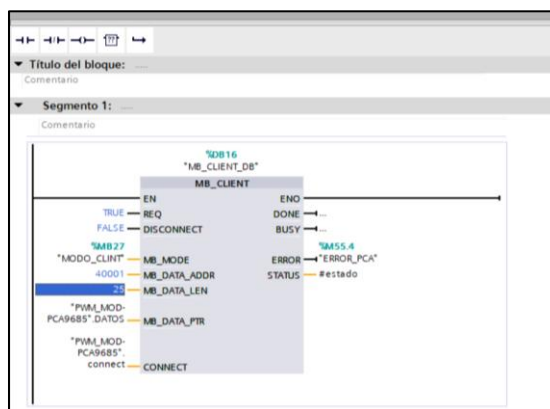 Título del bloque:
Comentario
Segmento 1:
Comentario
%DB16
"MB_CLIENT_DB"
MB_CLIENT
EN ENO
TRUE REQ DONE ...
FALSE DISCONNECT BUSY ...
%MB27 %M55.4
"MODO_CLINT" MB_MODE ERROR "ERROR_PCA"
40001 MB_DATA_ADDR STATUS #estado
25 MB_DATA_LEN
"PWM_MOD-
PCA9685".DATOS MB_DATA_PTR
"PWM_MOD-
PCA9685".
connect CONNECT